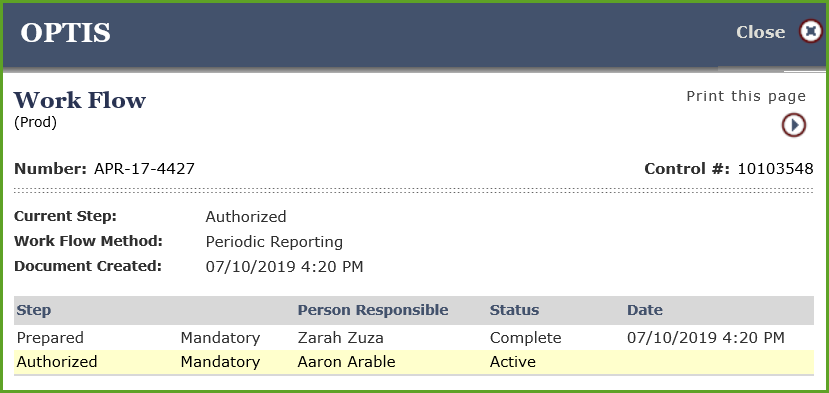 OPTIS
Close
Work Flow
Print this page
(Prod)
Number: APR-17-4427
Control #: 10103548
Current Step: Authorized
Work Flow Method: Periodic Reporting
Document Created: 07/10/2019 4:20 PM
Step Person Responsible Status Date
Prepared Mandatory Zarah Zuza Complete 07/10/2019 4:20 PM
Authorized Mandatory Aaron Arable Active